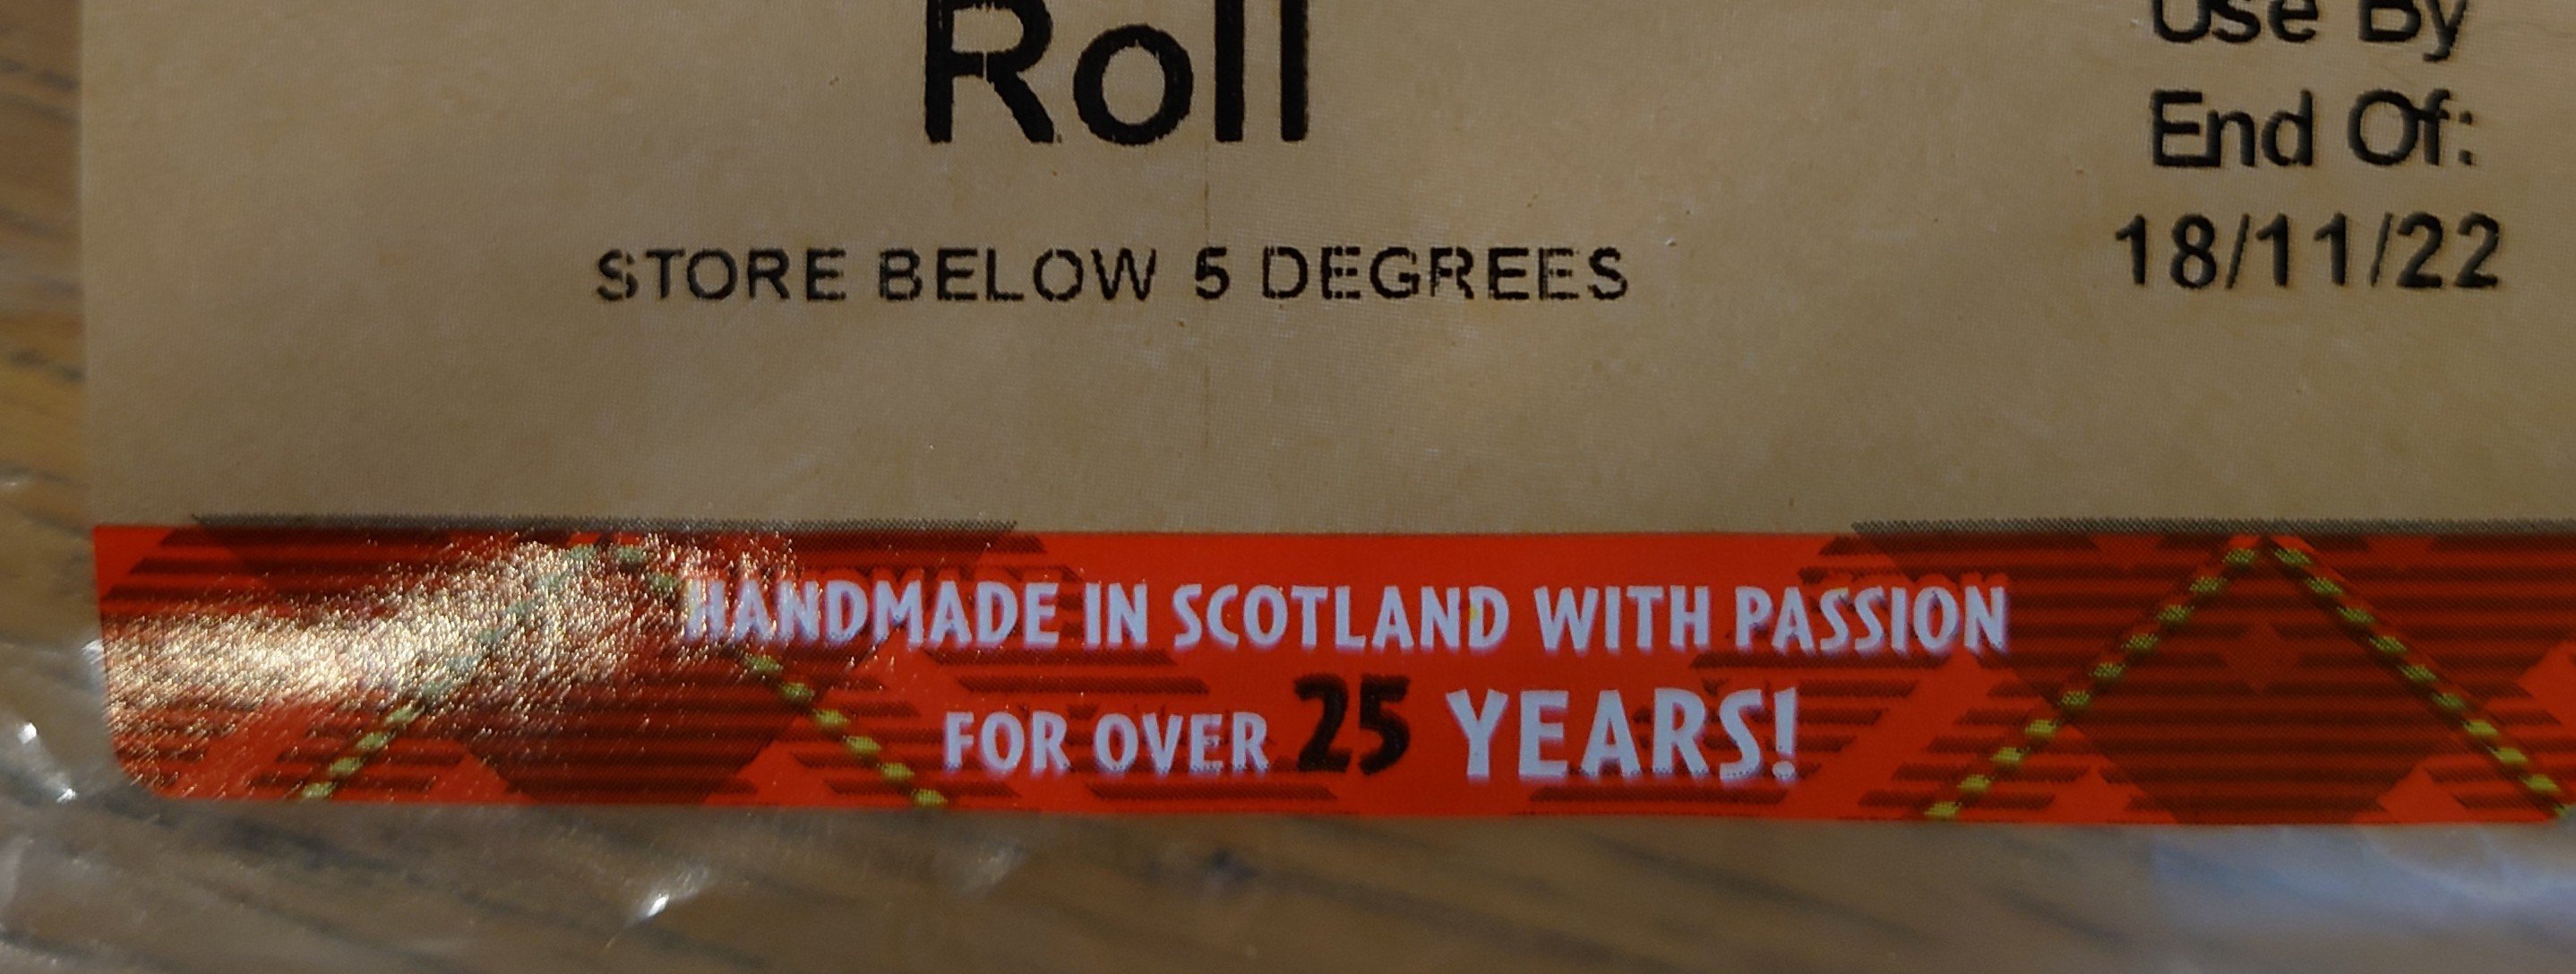 Roll
Use By
End Of:
18/11/22
STORE BELOW 5 DEGREES
HANDMADE IN SCOTLAND WITH PASSION
FOR OVER 25 YEARS!